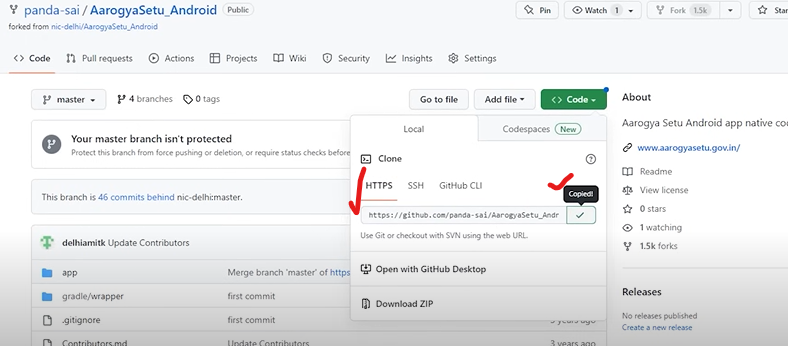 panda-sai / AarogyaSetu_Android Public
forked from nic-delhi/AarogyaSetu_Android
Pin
Watch 1
Fork 1.5k
Code
Pull requests
Actions
Projects
Wiki
Security
Insights
Settings
master
4 branches
0 tags
Go to file
Add file
Code
Your master branch isn't protected
Protect this branch from force pushing or deletion, or require status checks before
This branch is 46 commits behind nic-delhi:master.
delhiamitk Update Contributors
app Merge branch 'master' of https:
gradle/wrapper first commit
.gitignore first commit
3 years ago
Contributors.md Update Contributors
3 years ago
Local
Codespaces New
Clone
HTTPS SSH GitHub CLI
Copied!
https://github.com/panda-sai/AarogyaSetu_Andr
Use Git or checkout with SVN using the web URL.
Open with GitHub Desktop
Download ZIP
About
Aarogya Setu Android app native
www.aarogyasetu.gov.in/
Readme
View license
0 stars
1 watching
1.5k forks
Releases
No releases published
Create a new release